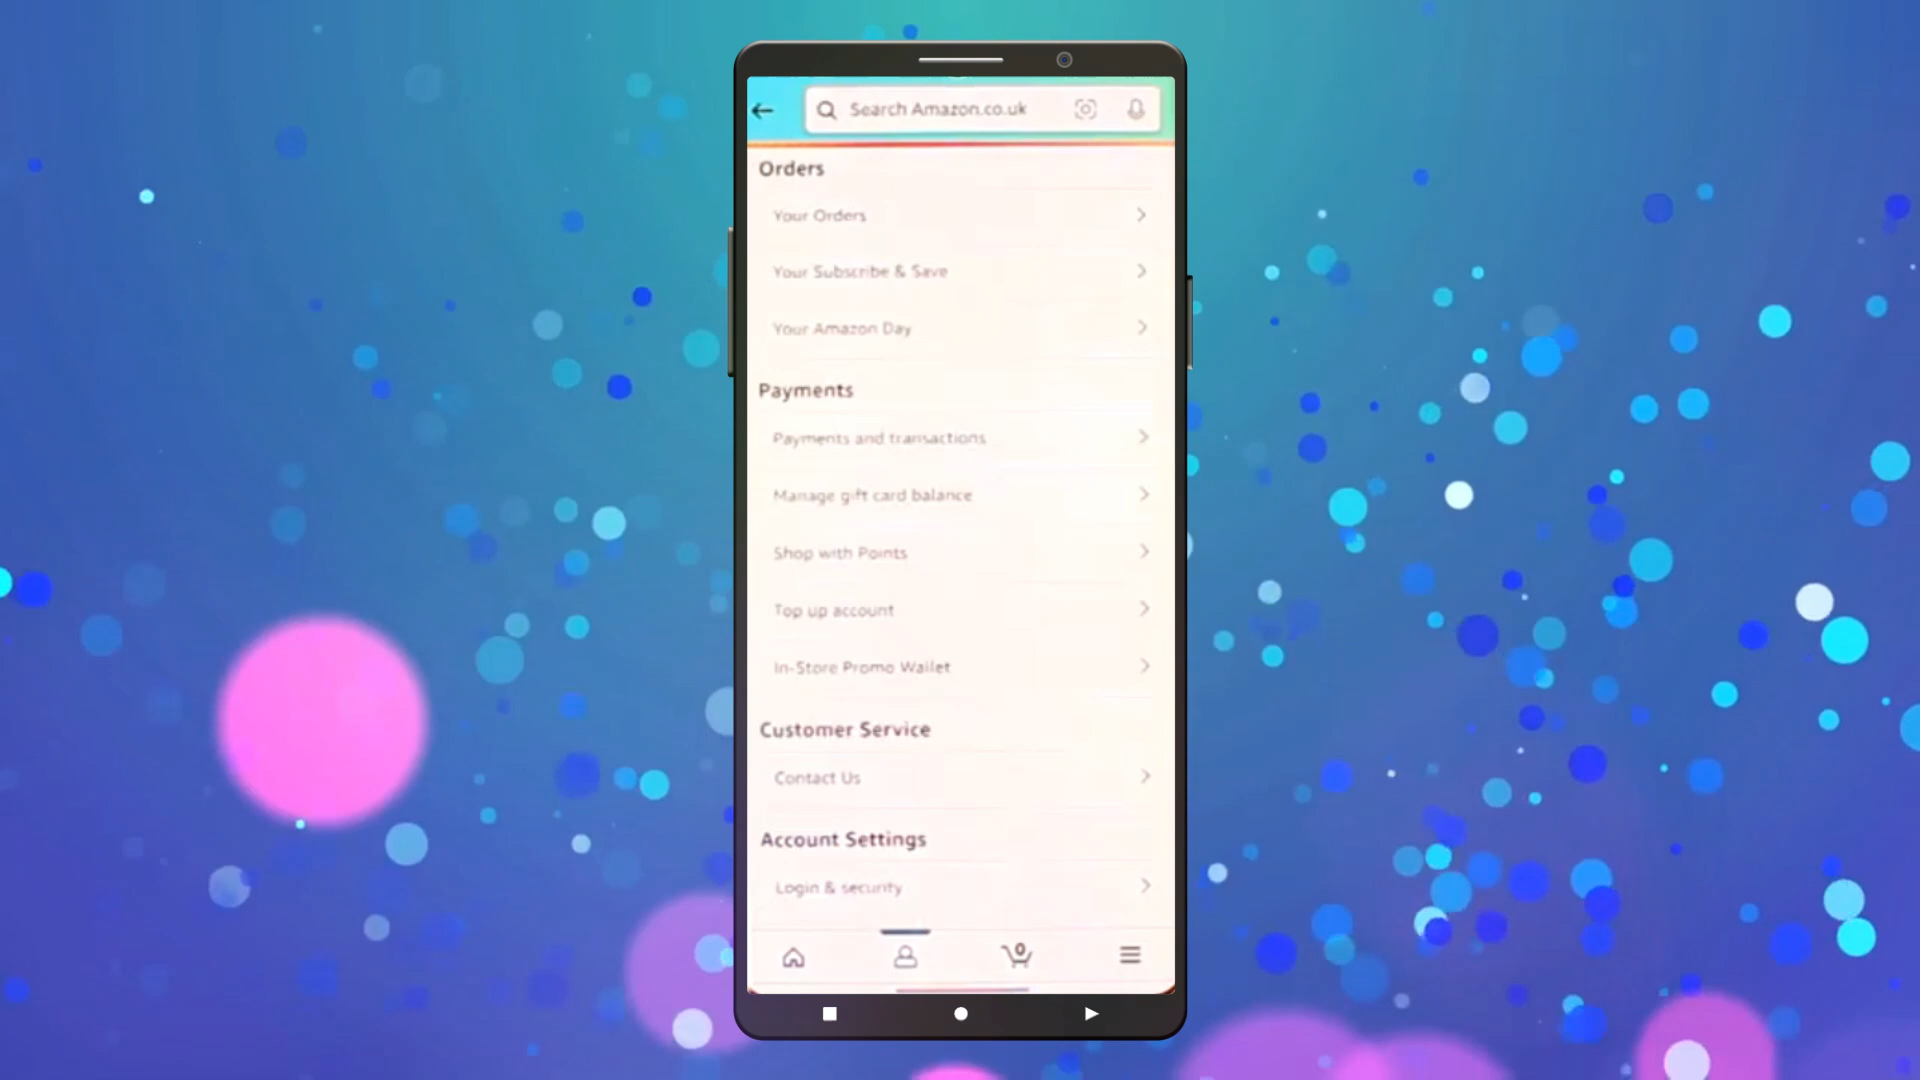 Search Amazon.co.uk
Orders
Your Orders
Your Subscribe & Save
Your Amazon Day
Payments
Payments and transactions
Manage gift card balance
Shop with Points
Top up account
In-Store Promo Wallet
Customer Service
Contact Us
Account Settings
Login & security
0